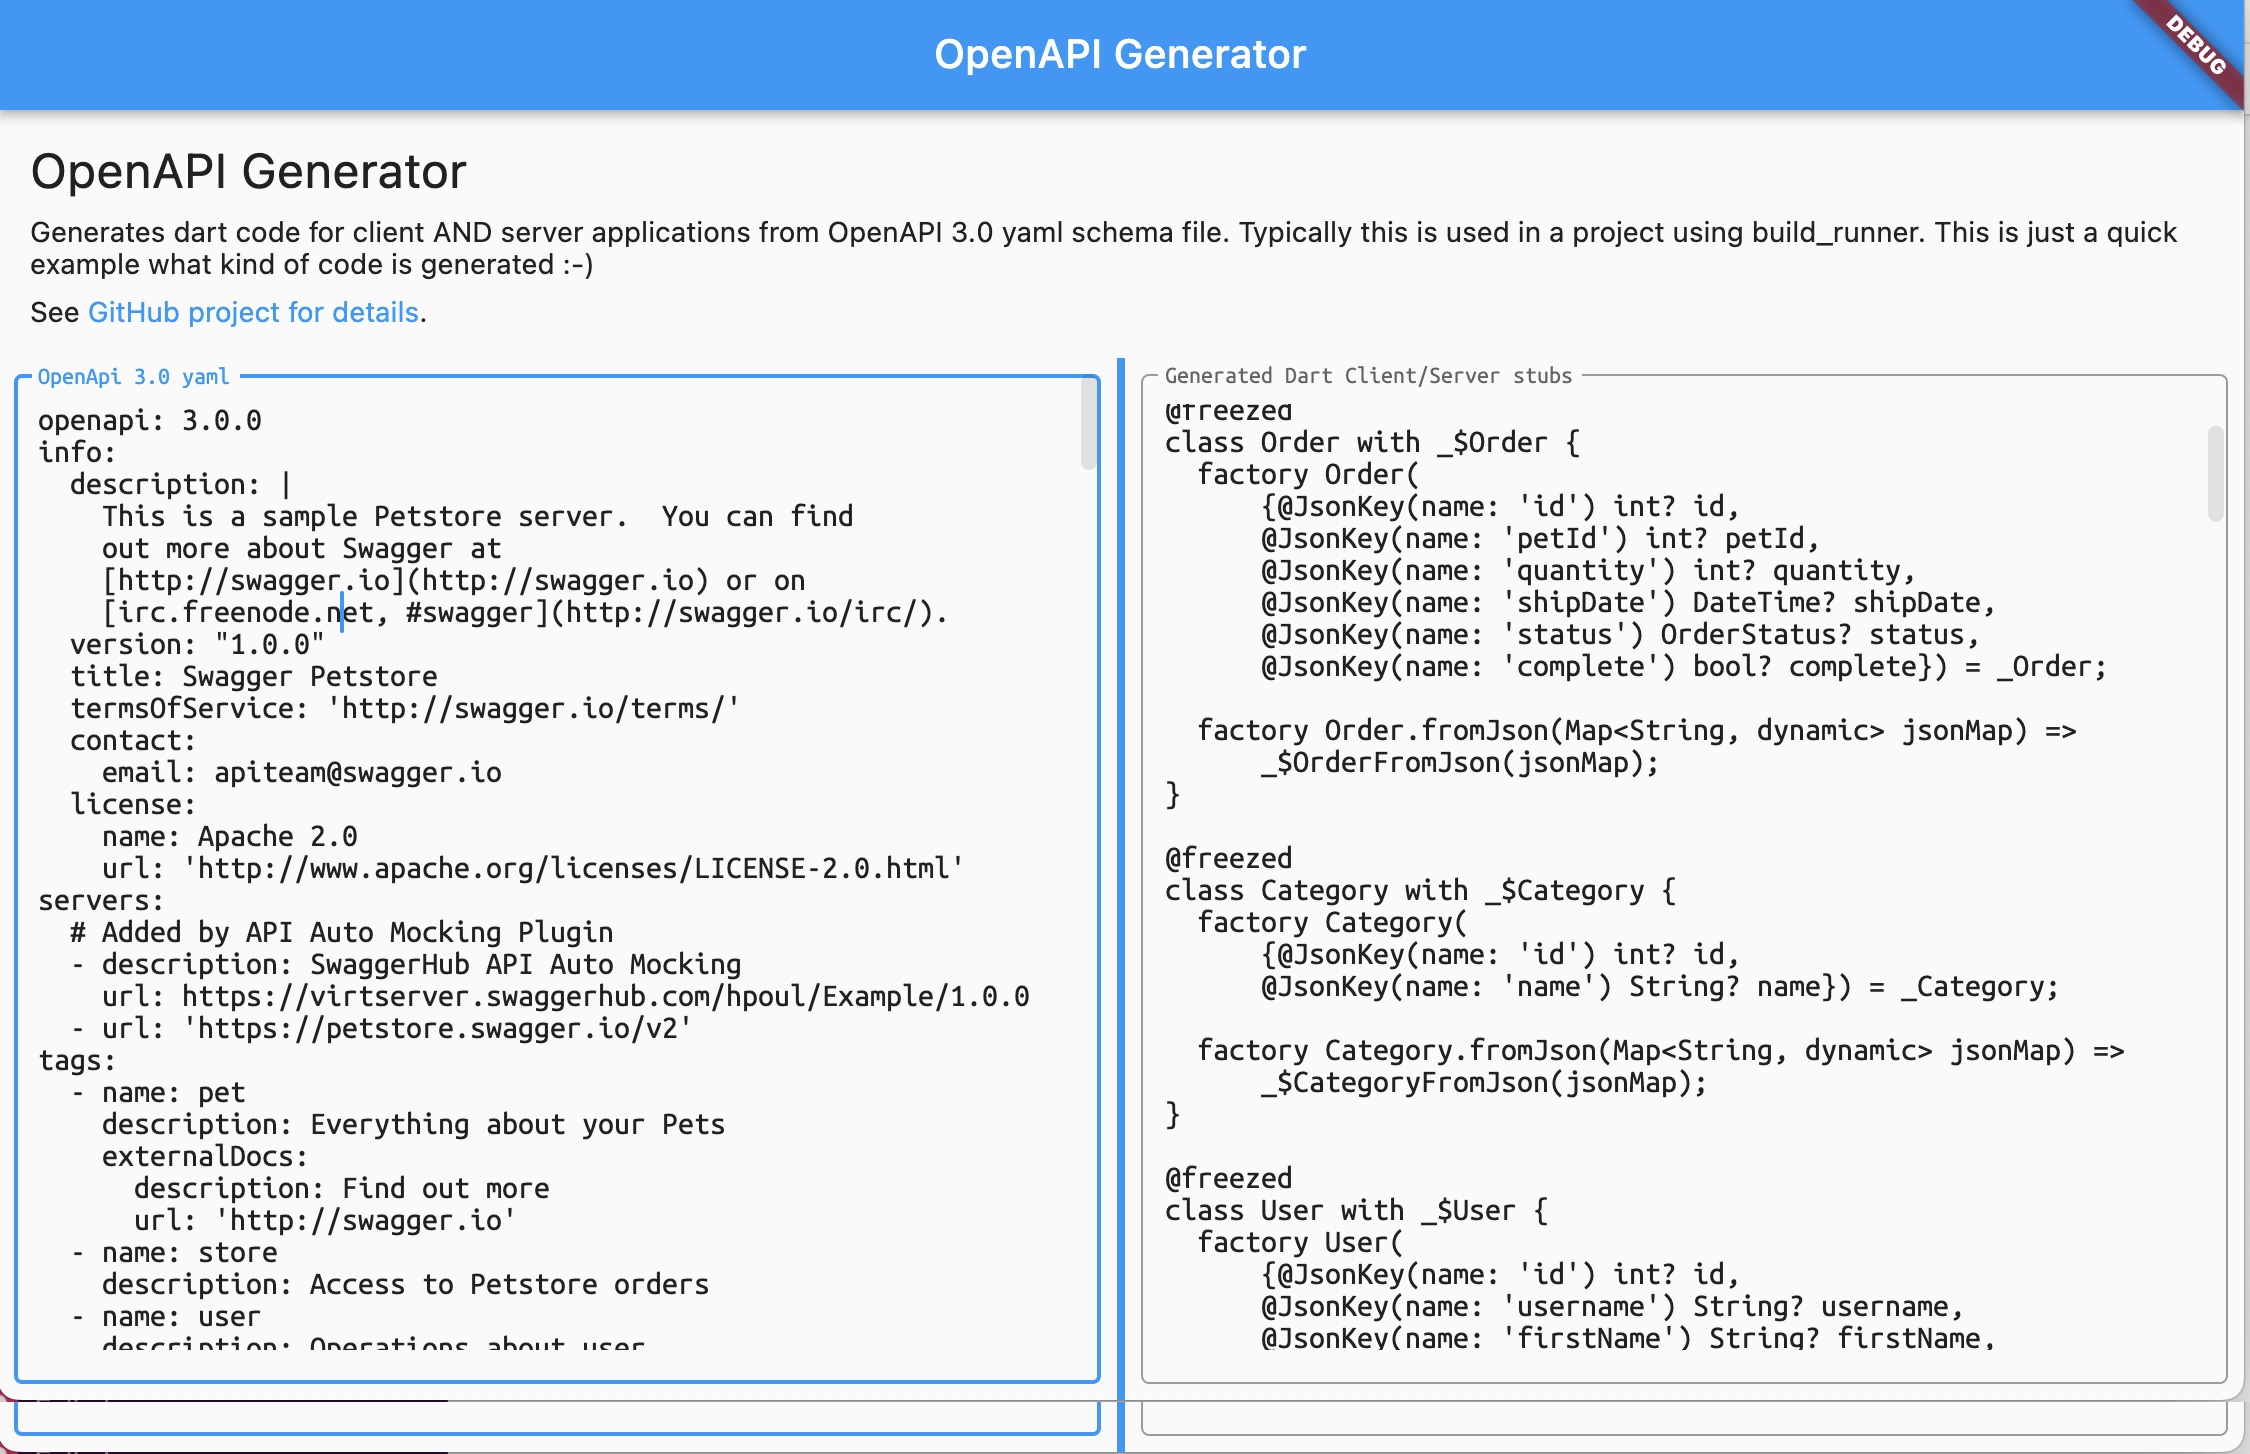 OpenAPI Generator
DEBUG
OpenAPI Generator
Generates dart code for client AND server applications from OpenAPI 3.0 yaml schema file. Typically this is used in a project using build_runner. This is just a quick
example what kind of code is generated :-)
See GitHub project for details.
OpenApi 3.0 yaml
openapi: 3.0.0
info:
  description: |
    This is a sample Petstore server.  You can find
    out more about Swagger at
    [http://swagger.io](http://swagger.io) or on
    [irc.freenode.net, #swagger](http://swagger.io/irc/).
  version: "1.0.0"
  title: Swagger Petstore
  termsOfService: 'http://swagger.io/terms/'
  contact:
    email: apiteam@swagger.io
  license:
    name: Apache 2.0
    url: 'http://www.apache.org/licenses/LICENSE-2.0.html'
servers:
  # Added by API Auto Mocking Plugin
  - description: SwaggerHub API Auto Mocking
    url: https://virtserver.swaggerhub.com/hpoul/Example/1.0.0
  - url: 'https://petstore.swagger.io/v2'
tags:
  - name: pet
    description: Everything about your Pets
    externalDocs:
      description: Find out more
      url: 'http://swagger.io'
  - name: store
    description: Access to Petstore orders
  - name: user
    description: Operations about user
Generated Dart Client/Server stubs
@freezed
class Order with _$Order {
  factory Order(
      {@JsonKey(name: 'id') int? id,
      @JsonKey(name: 'petId') int? petId,
      @JsonKey(name: 'quantity') int? quantity,
      @JsonKey(name: 'shipDate') DateTime? shipDate,
      @JsonKey(name: 'status') OrderStatus? status,
      @JsonKey(name: 'complete') bool? complete}) = _Order;
  factory Order.fromJson(Map<String, dynamic> jsonMap) =>
      _$OrderFromJson(jsonMap);
}
@freezed
class Category with _$Category {
  factory Category(
      {@JsonKey(name: 'id') int? id,
      @JsonKey(name: 'name') String? name}) = _Category;
  factory Category.fromJson(Map<String, dynamic> jsonMap) =>
      _$CategoryFromJson(jsonMap);
}
@freezed
class User with _$User {
  factory User(
      {@JsonKey(name: 'id') int? id,
      @JsonKey(name: 'username') String? username,
      @JsonKey(name: 'firstName') String? firstName,